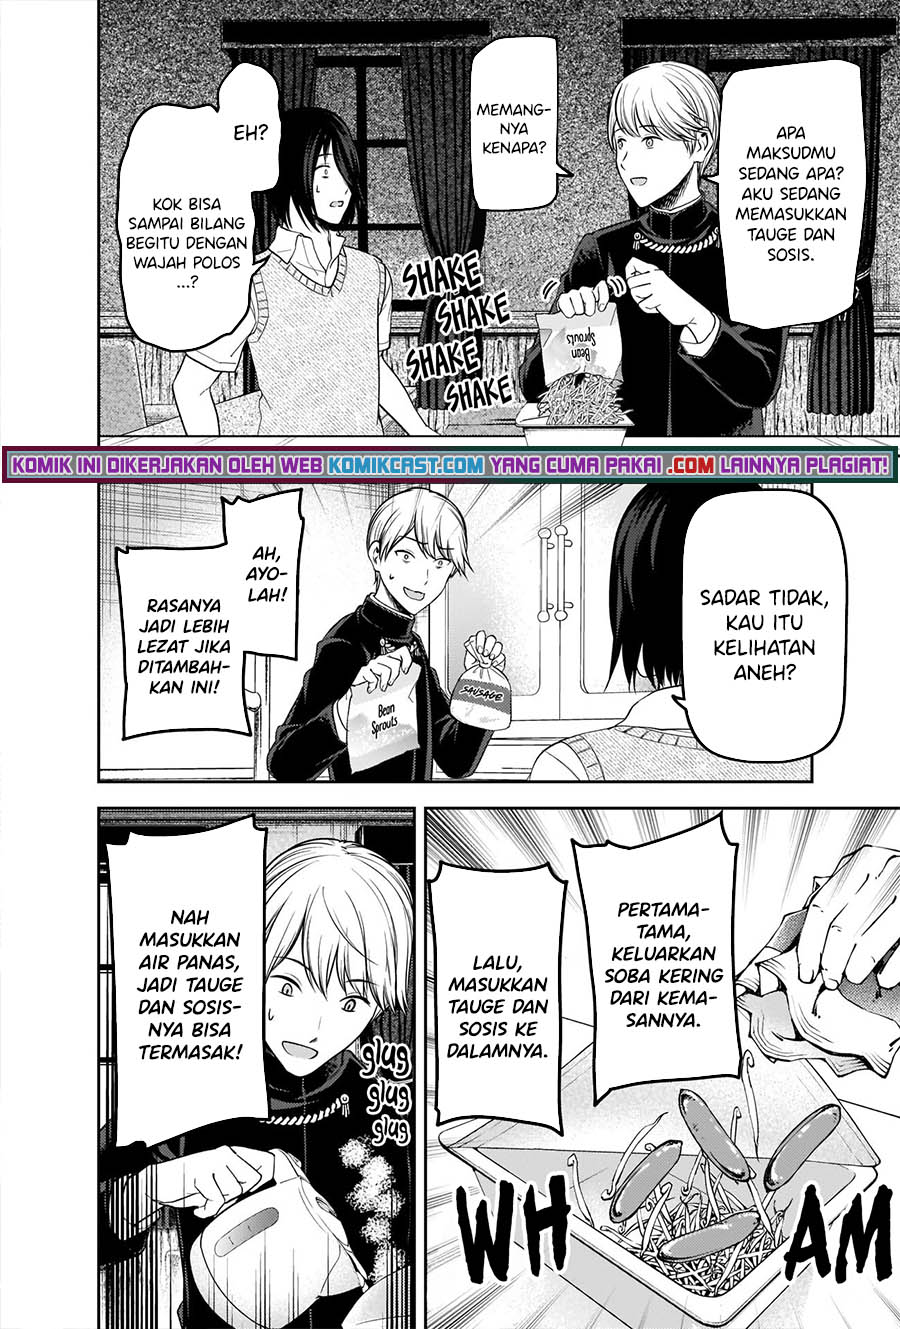 APA
MAKSUDMU
SEDANG APA?
AKU SEDANG
MEMASUKKAN
TAUGE DAN
SOSIS.
MEMANG-
NYA
KENAPA?
EH?
KOK BISA
SAMPAI BILANG
BEGITU DENGAN
WAJAH POLOS
...?
SHAKE
SHAKE
SHAKE
SHAKE
Bean
Sprouts
KOMIK INI DIKERJAKAN OLEH WEB KOMIKCAST.COM YANG CUMA PAKAI .COM LAINNYA PLAGIAT!
SADAR TIDAK,
KAU ITU
KELIHATAN
ANEH?
AH,
AYO-
LAH!
RASANYA
JADI LEBIH
LEZAT JIKA
DITAMBAH-
KAN INI!
SAUSAGE
Bean
Sprouts
PERTAMA-
TAMA,
KELUARKAN
SOBA KERING
DARI KEMA-
SANNYA.
LALU,
MASUKKAN
TAUGE DAN
SOSIS KE
DALAMNYA.
WHAM
NAH
MASUKKAN
AIR PANAS,
JADI TAUGE
DAN SOSIS-
NYA BISA
TERMASAK!
glug
glug
glug